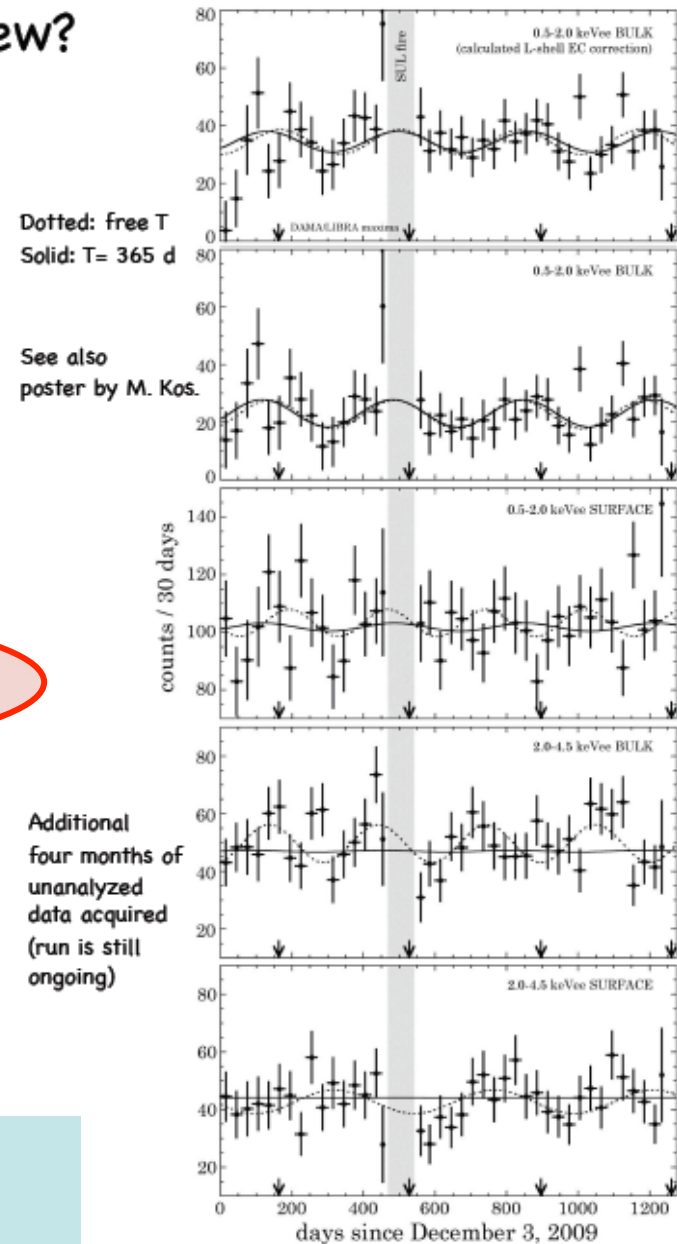 ew?
Dotted: free T
Solid: T= 365 d
See also
poster by M. Kos.
Additional
four months of
unanalyzed
data acquired
(run is still
ongoing)
counts / 30 days
80
60
40
20
0
0.5-2.0 keVee BULK
(calculated L-shell EC correction)
SUL fire
DAMA/LIBRA maxima
80
60
40
20
0
0.5-2.0 keVee BULK
140
120
100
80
0.5-2.0 keVee SURFACE
80
60
40
20
2.0-4.5 keVee BULK
80
60
40
20
2.0-4.5 keVee SURFACE
0 200 400 600 800 1000 1200
days since December 3, 2009